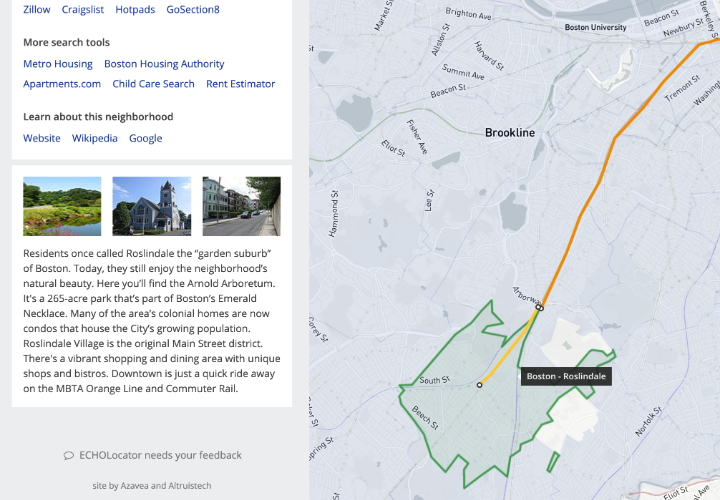 Zillow Craigslist Hotpads GoSection8
More search tools
Metro Housing Boston Housing Authority
Apartments.com Child Care Search Rent Estimator
Learn about this neighborhood
Website Wikipedia Google
Residents once called Roslindale the “garden suburb”
of Boston. Today, they still enjoy the neighborhood’s
natural beauty. Here you’ll find the Arnold Arboretum.
It's a 265-acre park that’s part of Boston’s Emerald
Necklace. Many of the area’s colonial homes are now
condos that house the City’s growing population.
Roslindale Village is the original Main Street district.
There's a vibrant shopping and dining area with unique
shops and bistros. Downtown is just a quick ride away
on the MBTA Orange Line and Commuter Rail.
ECHOLocator needs your feedback
site by Azavea and Altruistech
Market St
Brighton Ave
Boston University
Beacon St
Newbury St
Berkeley St
Allston St
Harvard St
Summit Ave
Beacon St
Tremont St
Washing
Fisher Ave
Eliot St
Brookline
Lee St
Hammond St
Arborway
Corey St
South St
Boston - Roslindale
Beech St
Spring St
Norfolk St
Eliot St
Ave